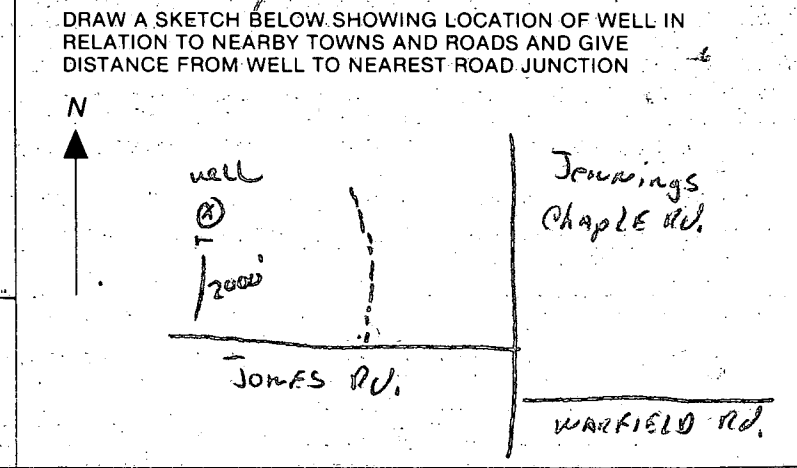 DRAW A SKETCH BELOW SHOWING LOCATION OF WELL IN
RELATION TO NEARBY TOWNS AND ROADS AND GIVE
DISTANCE FROM WELL TO NEAREST ROAD JUNCTION
N
well
X
2000'
Jennings
ChapLE Rd.
JONES Rd.
WARFIELD Rd.